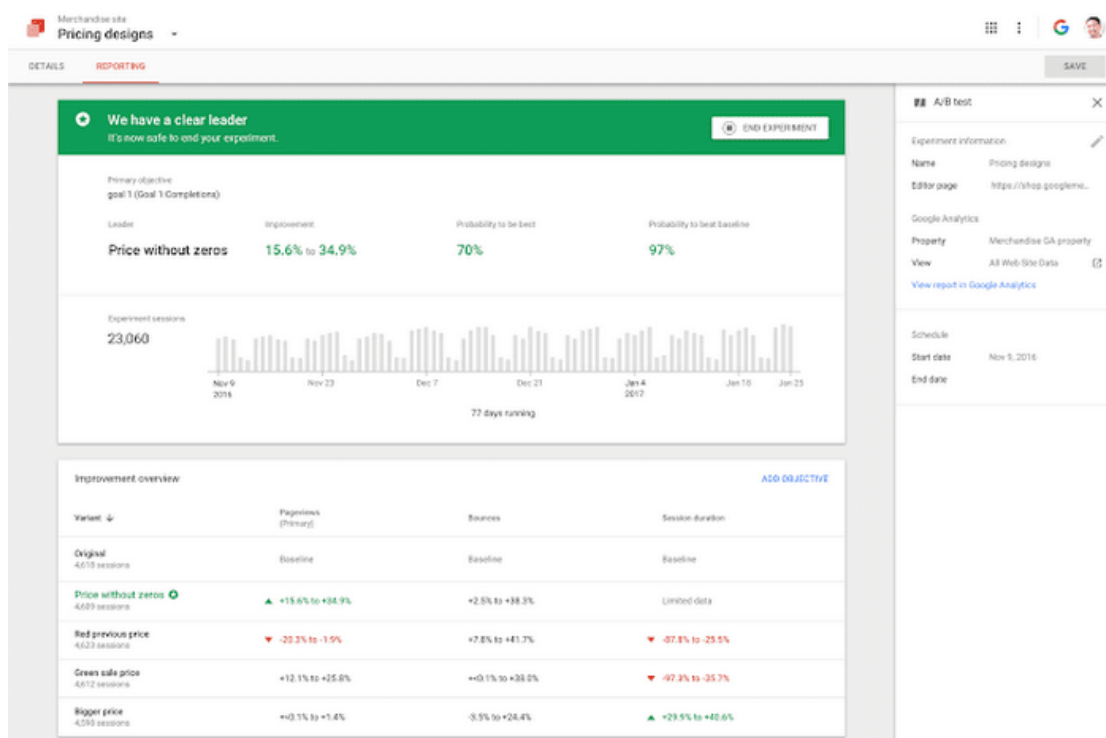 Merchandise site
Pricing designs
DETAILS
REPORTING
SAVE
We have a clear leader
It's now safe to end your experiment.
END EXPERIMENT
Primary objective
goal 1 (Goal 1 Completions)
Leader
Improvement
Probability to be best
Probability to beat baseline
Price without zeros
15.6% to 34.9%
70%
97%
Experiment sessions
23,060
Nov 9
2016
Nov 23
Dec 7
Dec 21
Jan 4
2017
Jan 18
Jan 25
77 days running
Improvement overview
ADD OBJECTIVE
Variant
Pageviews
(Primary)
Bounces
Session duration
Original
4,618 sessions
Baseline
Baseline
Baseline
Price without zeros
4,609 sessions
+15.6% to +34.9%
+2.5% to +38.3%
Limited data
Red previous price
4,623 sessions
-20.3% to -1.9%
+7.8% to +41.7%
to -25.5%
Green sale price
4,612 sessions
+12.1% to +25.8%
to +38.0%
-97.3% to -35.7%
Bigger price
4,598 sessions
to +1.4%
-3.5% to +24.4%
+29.5% to +40.6%
A/B test
Experiment information
Name
Pricing designs
Editor page
https://shop.googleme...
Google Analytics
Property
Merchandise GA property
View
All Web Site Data
View report in Google Analytics
Schedule
Start date
Nov 9, 2016
End date